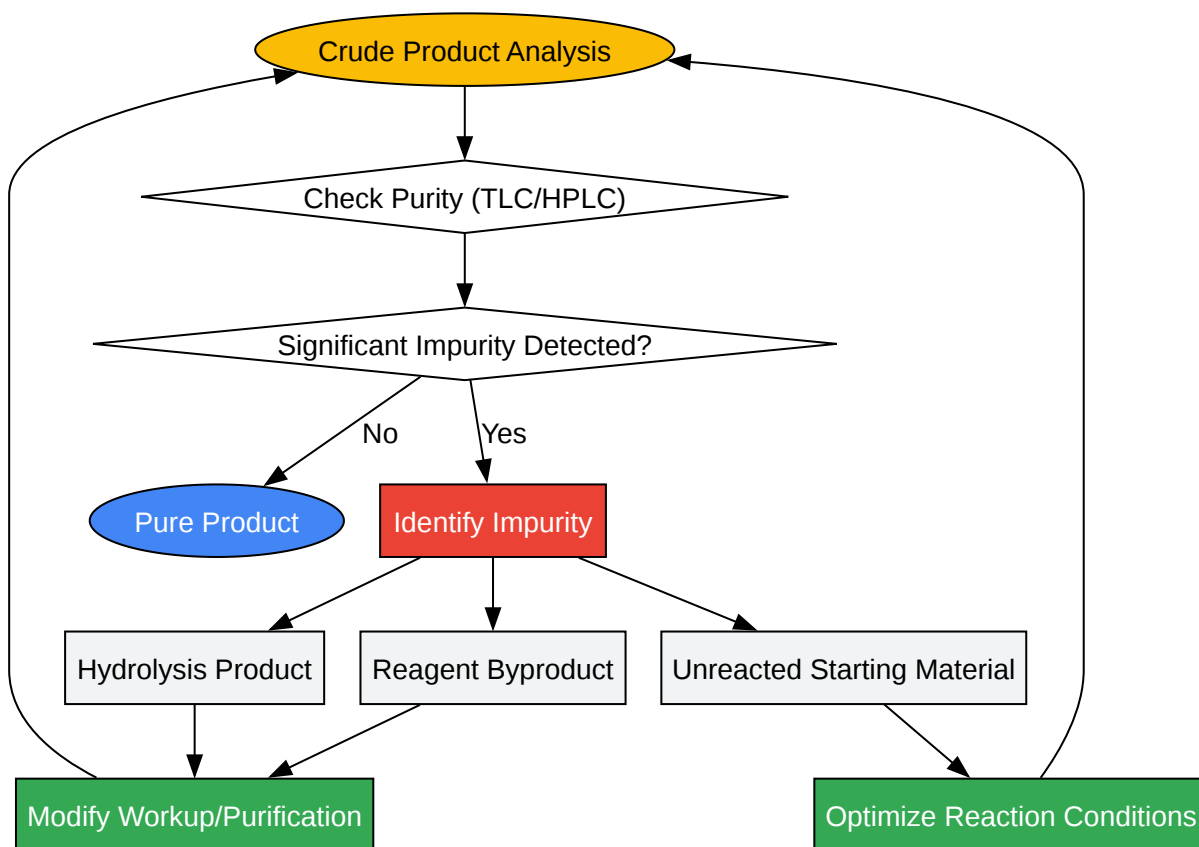 Crude Product Analysis
Check Purity (TLC/HPLC)
Significant Impurity Detected?
No
Yes
Pure Product
Identify Impurity
Hydrolysis Product
Reagent Byproduct
Unreacted Starting Material
Modify Workup/Purification
Optimize Reaction Conditions